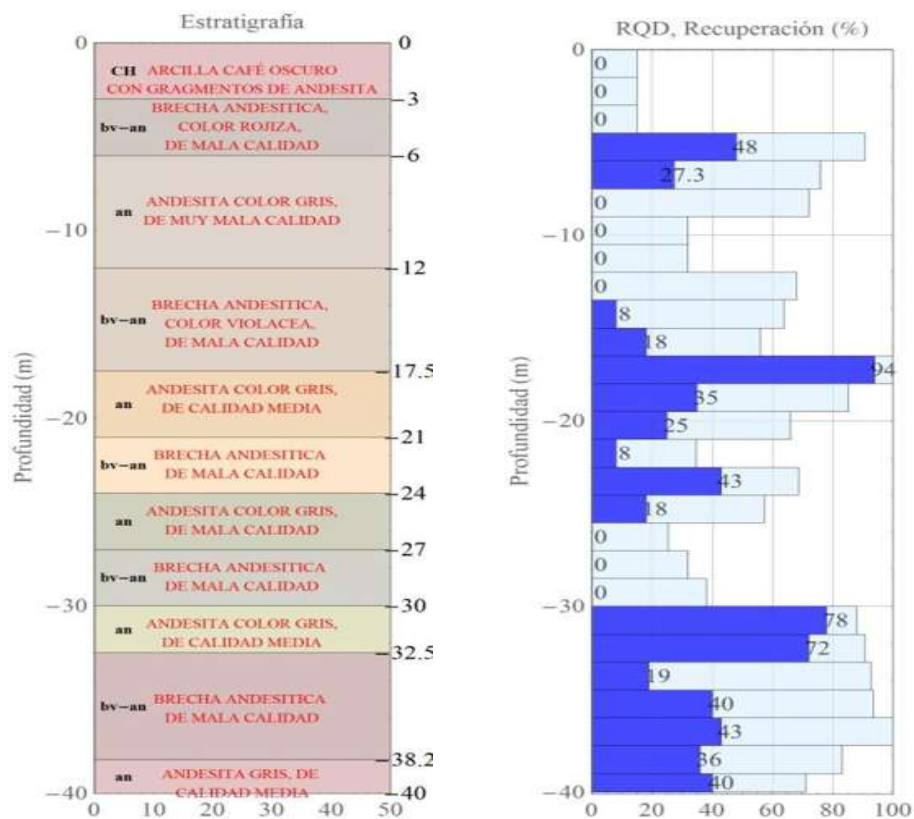 Estratigrafía
Profundidad (m)
0
−10
−20
−30
−40
0 10 20 30 40 50
0
−3
−6
−12
−17.5
−21
−24
−27
−30
−32.5
−38.2
−40
CH ARCILLA CAFÉ OSCURO
CON GRAGMENTOS DE ANDESITA
BRECHA ANDESITICA,
bv−an COLOR ROJIZA,
DE MALA CALIDAD
an ANDESITA COLOR GRIS,
DE MUY MALA CALIDAD
BRECHA ANDESITICA,
bv−an COLOR VIOLACEA,
DE MALA CALIDAD
an ANDESITA COLOR GRIS,
DE CALIDAD MEDIA
bv−an BRECHA ANDESITICA
DE MALA CALIDAD
an ANDESITA COLOR GRIS,
DE MALA CALIDAD
bv−an BRECHA ANDESITICA
DE MALA CALIDAD
an ANDESITA COLOR GRIS,
DE CALIDAD MEDIA
bv−an BRECHA ANDESITICA
DE MALA CALIDAD
an ANDESITA GRIS, DE
CALIDAD MEDIA
RQD, Recuperación (%)
Profundidad (m)
0
−10
−20
−30
−40
0
0
0
48
27.3
0
0
0
0
8
18
94
35
25
8
43
18
0
0
0
78
72
19
40
43
36
40
0 20 40 60 80 100